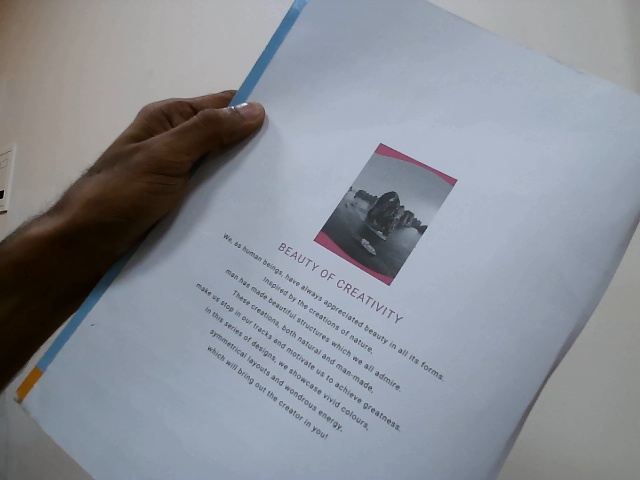 BEAUTY OF CREATIVITY
We, as human beings, have always appreciated beauty in all its forms.
Inspired by the creations of nature,
man has made beautiful structures which we all admire.
These creations, both natural and man-made,
make us stop in our tracks and motivate us to achieve greatness.
In this series of designs, we showcase vivid colours,
symmetrical layouts and wondrous energy,
which will bring out the creator in you!